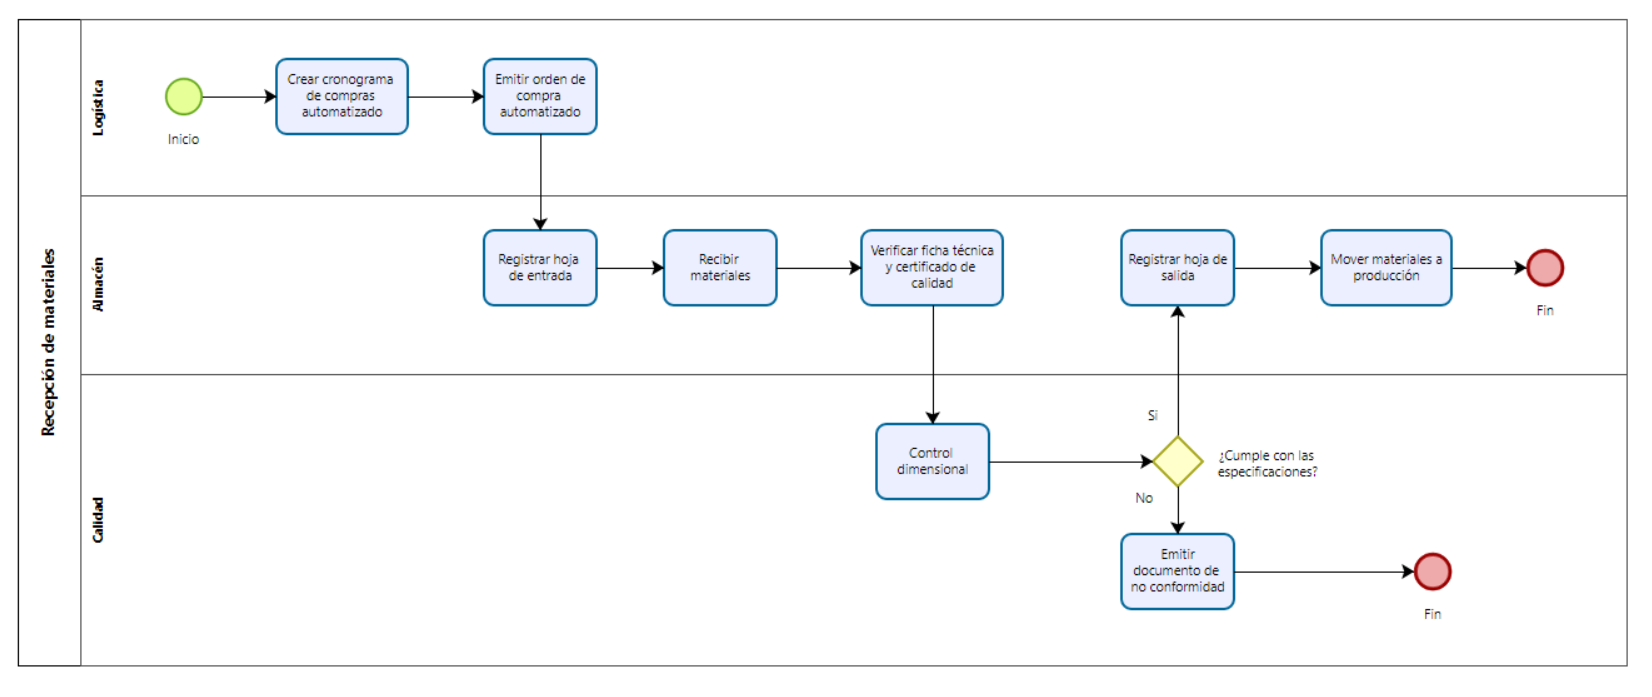 Recepción de materiales
Logística
Inicio
Crear cronograma
de compras
automatizado
Emitir orden de
compra
automatizado
Almacén
Registrar hoja
de entrada
Recibir
materiales
Verificar ficha técnica
y certificado de
calidad
Registrar hoja de
salida
Mover materiales a
producción
Fin
Calidad
Control
dimensional
Si
¿Cumple con las
especificaciones?
No
Emitir
documento de
no conformidad
Fin